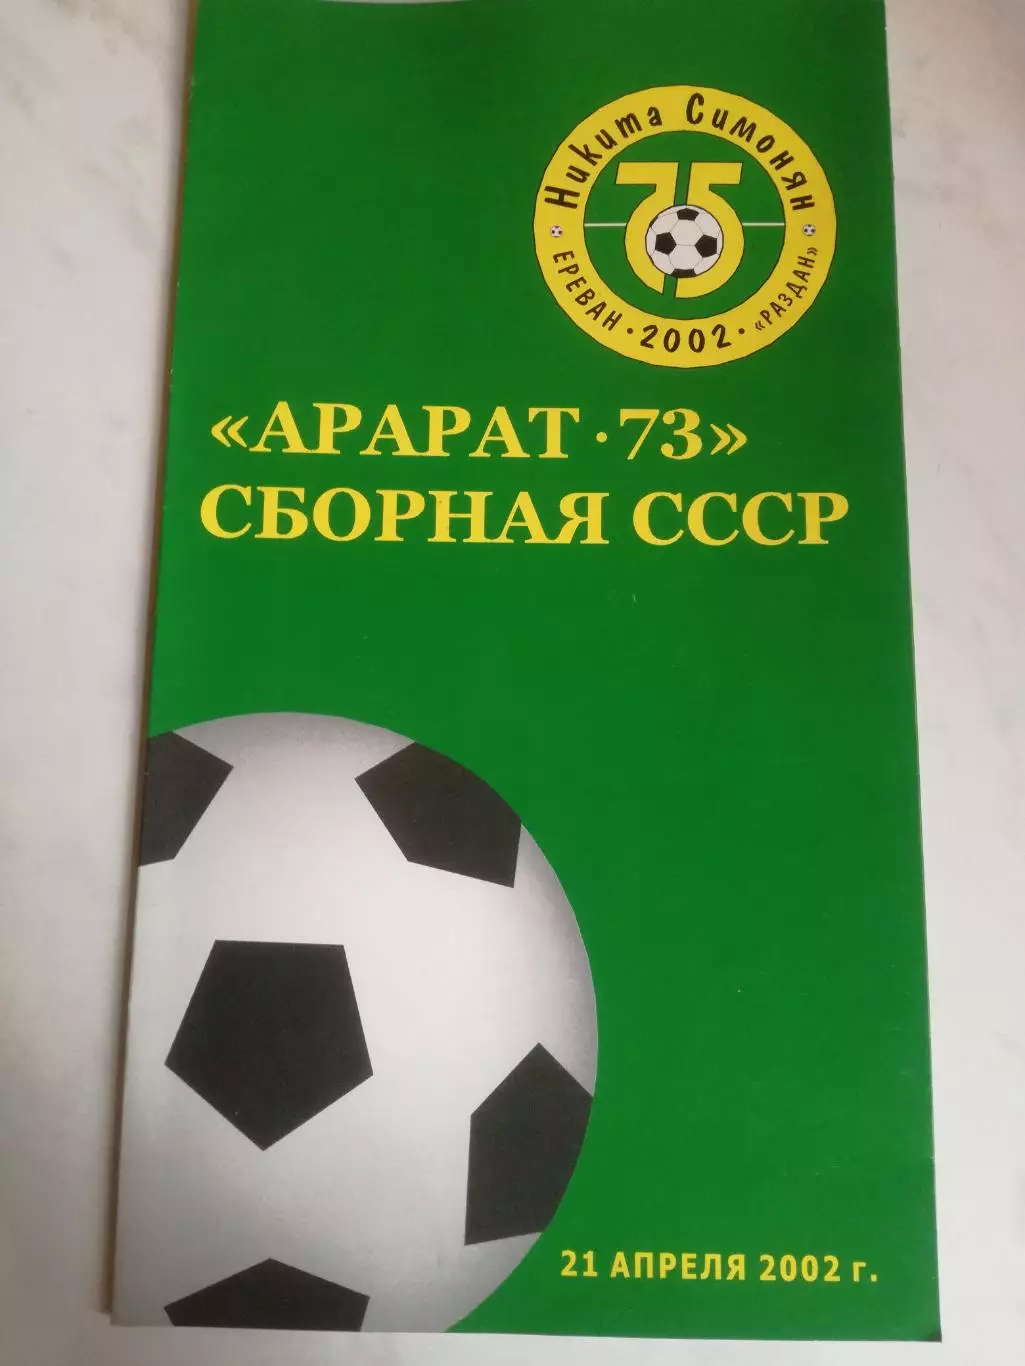 Никита Симонян
75
ЕРЕВАН · 2002 · «РАЗДАН»
«АРАРАТ · 73»
СБОРНАЯ СССР
21 АПРЕЛЯ 2002 г.